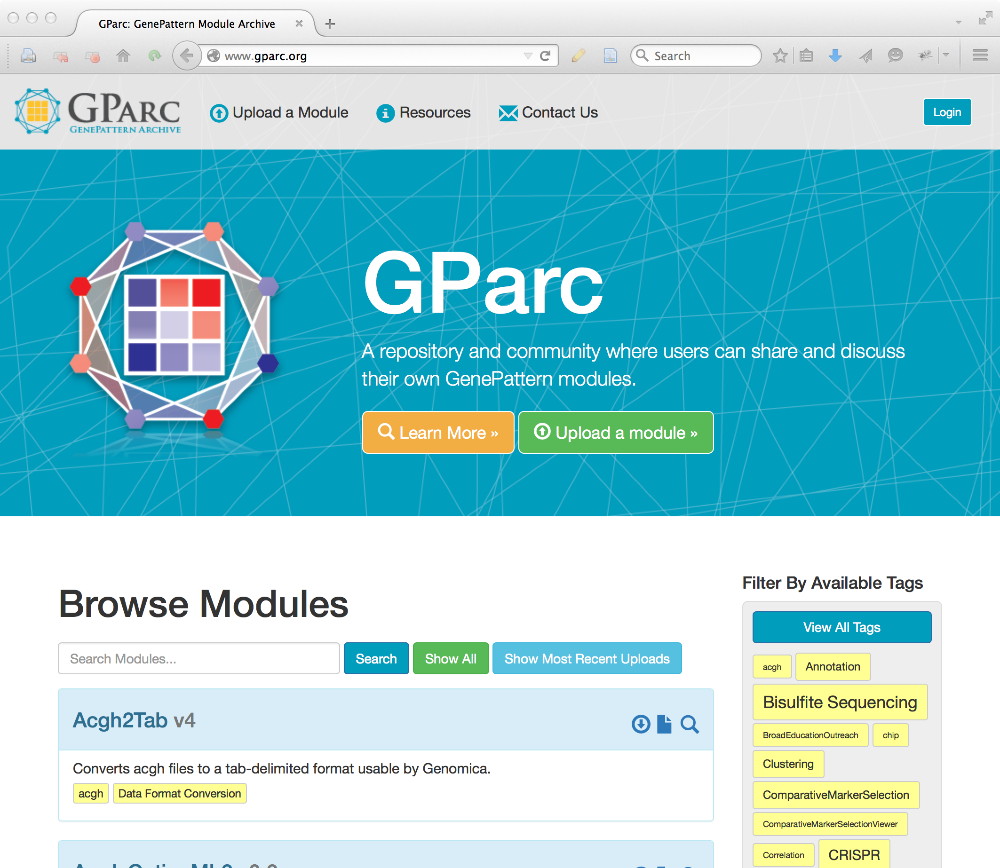 GParc: GenePattern Module Archive
www.gparc.org
Search
GPARC
GENEPATTERN ARCHIVE
Upload a Module
Resources
Contact Us
Login
GParc
A repository and community where users can share and discuss
their own GenePattern modules.
Learn More »
Upload a module »
Browse Modules
Search Modules...
Search
Show All
Show Most Recent Uploads
Acgh2Tab v4
Converts acgh files to a tab-delimited format usable by Genomica.
acgh
Data Format Conversion
Filter By Available Tags
View All Tags
acgh
Annotation
Bisulfite Sequencing
BroadEducationOutreach
chip
Clustering
ComparativeMarkerSelection
ComparativeMarkerSelectionViewer
Correlation
CRISPR